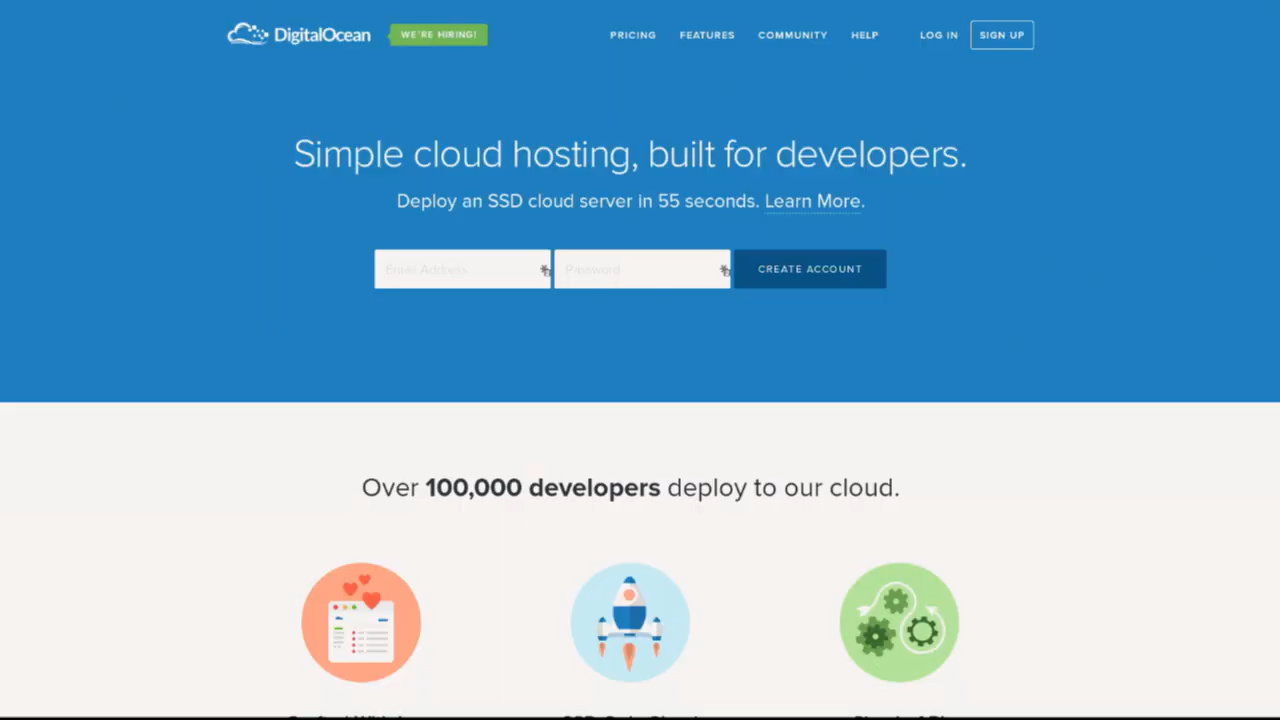 DigitalOcean
WE'RE HIRING!
PRICING
FEATURES
COMMUNITY
HELP
LOG IN
SIGN UP
Simple cloud hosting, built for developers.
Deploy an SSD cloud server in 55 seconds. Learn More.
Email Address
Password
CREATE ACCOUNT
Over 100,000 developers deploy to our cloud.